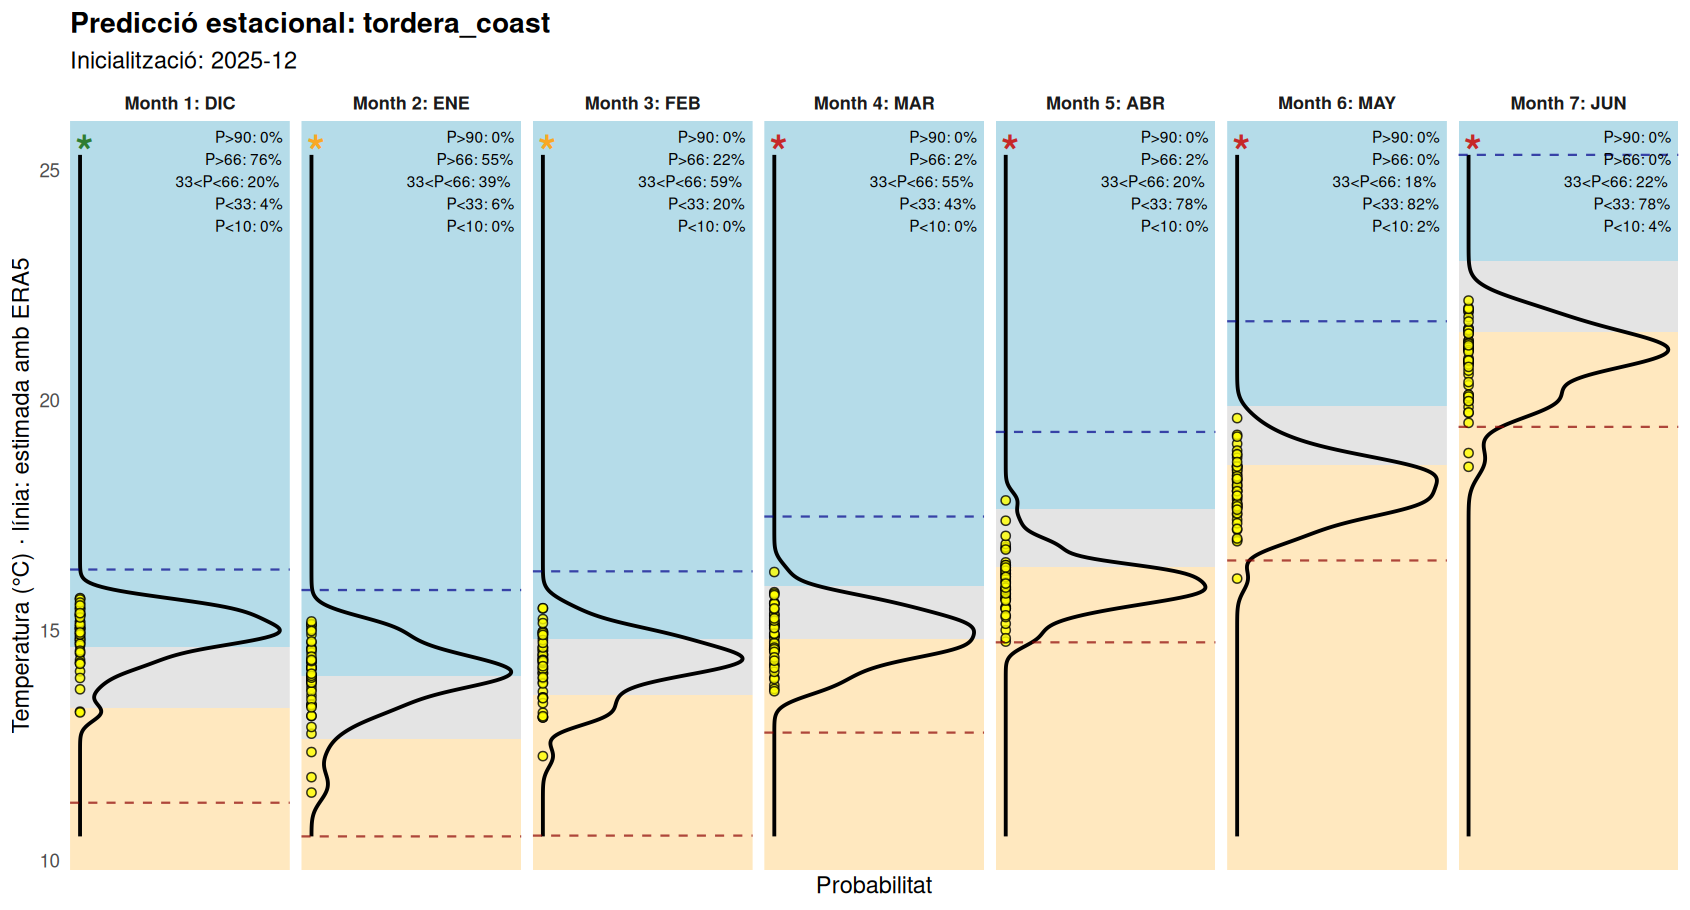 Predicció estacional: tordera_coast
Inicialització: 2025-12
Month 1: DIC
Month 2: ENE
Month 3: FEB
Month 4: MAR
Month 5: ABR
Month 6: MAY
Month 7: JUN
*
P>90: 0%
P>66: 76%
33<P<66: 20%
P<33: 4%
P<10: 0%
*
P>90: 0%
P>66: 55%
33<P<66: 39%
P<33: 6%
P<10: 0%
*
P>90: 0%
P>66: 22%
33<P<66: 59%
P<33: 20%
P<10: 0%
*
P>90: 0%
P>66: 2%
33<P<66: 55%
P<33: 43%
P<10: 0%
*
P>90: 0%
P>66: 2%
33<P<66: 20%
P<33: 78%
P<10: 0%
*
P>90: 0%
P>66: 0%
33<P<66: 18%
P<33: 82%
P<10: 2%
*
P>90: 0%
P>66: 0%
33<P<66: 22%
P<33: 78%
P<10: 4%
25
20
15
10
Temperatura (°C) · línia: estimada amb ERA5
Probabilitat